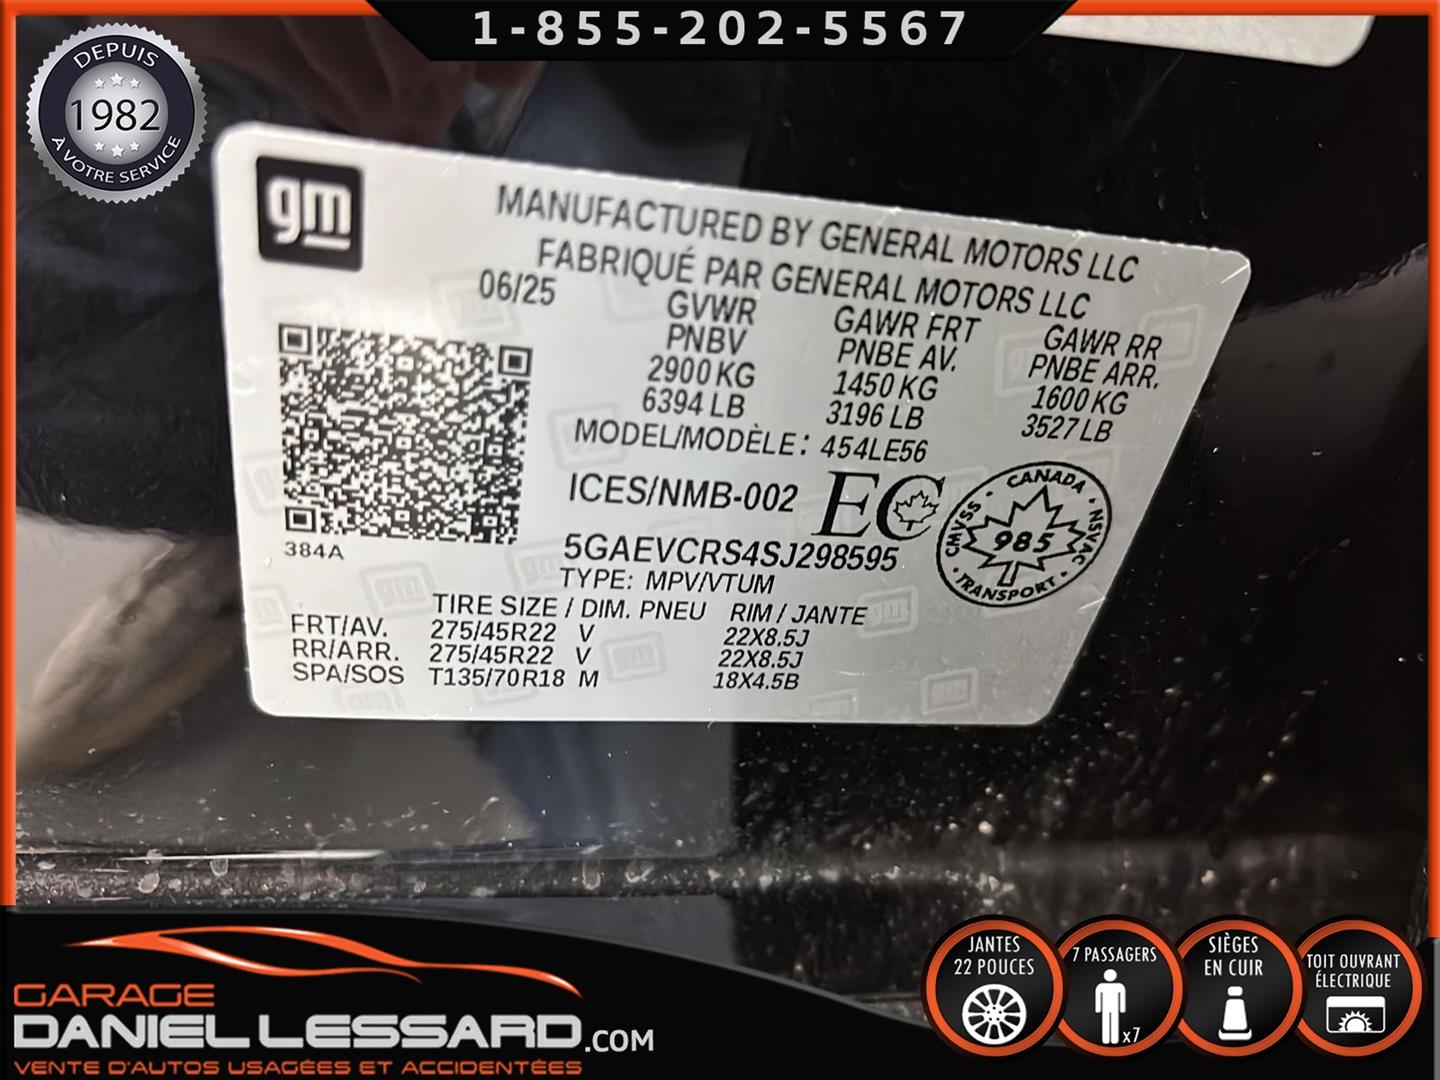 1-855-202-5567
DEPUIS
1982
A VOTRE SERVICE
gm
MANUFACTURED BY GENERAL MOTORS LLC
FABRIQUÉ PAR GENERAL MOTORS LLC
06/25
GVWR GAWR FRT GAWR RR
PNBV PNBE AV. PNBE ARR.
2900 KG 1450 KG 1600 KG
6394 LB 3196 LB 3527 LB
MODEL/MODÈLE: 454LE56
ICES/NMB-002 EC
CANADA
CMVSS 985 NSVAC
TRANSPORT
384A
5GAEVCRS4SJ298595
TYPE: MPV/VTUM
TIRE SIZE / DIM. PNEU RIM / JANTE
FRT/AV. 275/45R22 V 22X8.5J
RR/ARR. 275/45R22 V 22X8.5J
SPA/SOS T135/70R18 M 18X4.5B
GARAGE
DANIEL LESSARD.COM
VENTE D'AUTOS USAGÉES ET ACCIDENTÉES
JANTES
22 POUCES
7 PASSAGERS
x7
SIÈGES
EN CUIR
TOIT OUVRANT
ÉLECTRIQUE